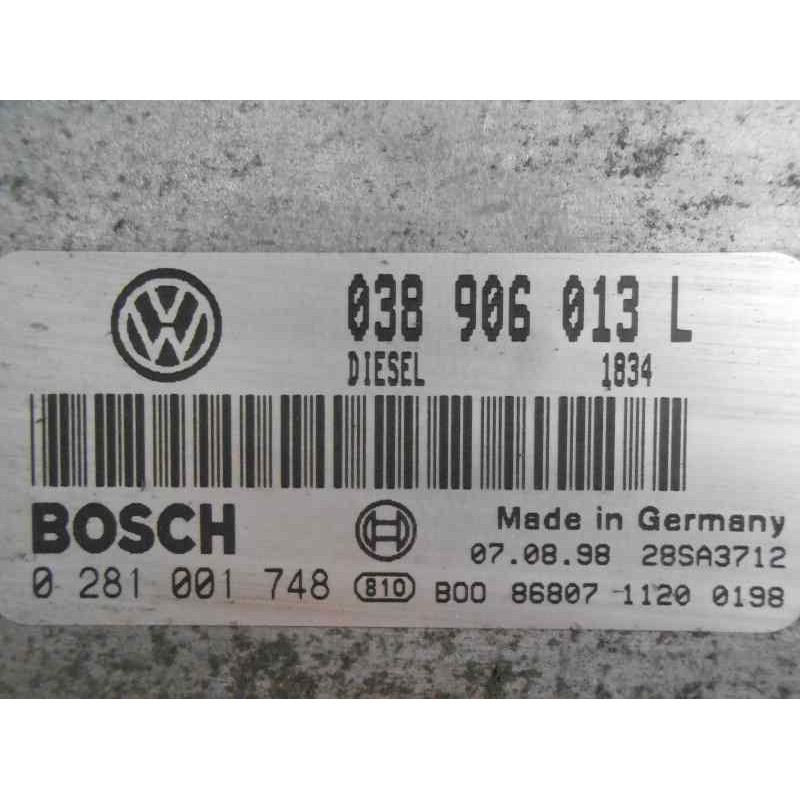 038 906 013 L
DIESEL 1834
BOSCH
Made in Germany
07.08.98 28SA3712
0 281 001 748 810 B00 86807 1120 0198